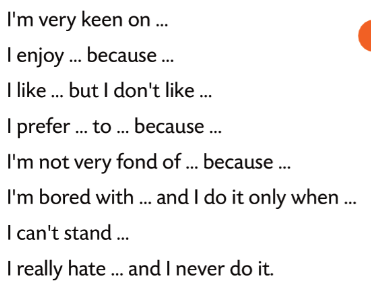 I'm very keen on ...
I enjoy ... because ...
I like ... but I don't like ...
I prefer ... to ... because ...
I'm not very fond of ... because ...
I'm bored with ... and I do it only when ...
I can't stand ...
I really hate ... and I never do it.